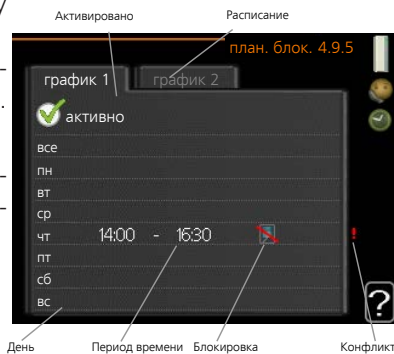 Активировано
Расписание
план. блок. 4.9.5
график 1
график 2
активно
все
пн
вт
ср
чт 14:00 - 16:30 !
пт
сб
вс
?
День
Период времени
Блокировка
Конфликт